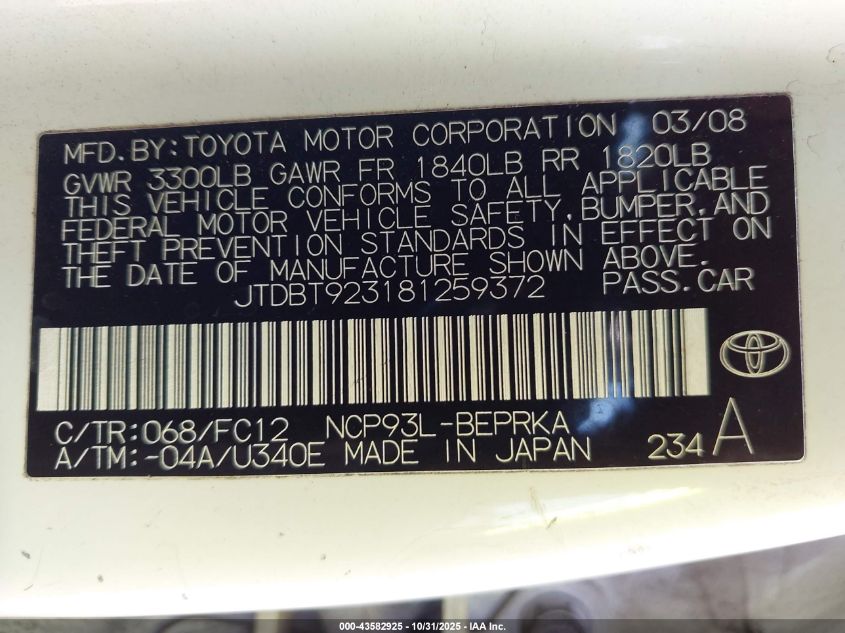 MFD.BY:TOYOTA MOTOR CORPORATION 03/08
GVWR 3300LB GAWR FR 1840LB RR 1820LB
THIS VEHICLE CONFORMS TO ALL APPLICABLE
FEDERAL MOTOR VEHICLE SAFETY,BUMPER,AND
THEFT PREVENTION STANDARDS IN EFFECT ON
THE DATE OF MANUFACTURE SHOWN ABOVE.
JTDBT923181259372 PASS.CAR
C/TR:068/FC12 NCP93L-BEPRKA
A/TM:-04A/U340E MADE IN JAPAN 234 A
000-43582925 - 10/31/2025 - IAA Inc.